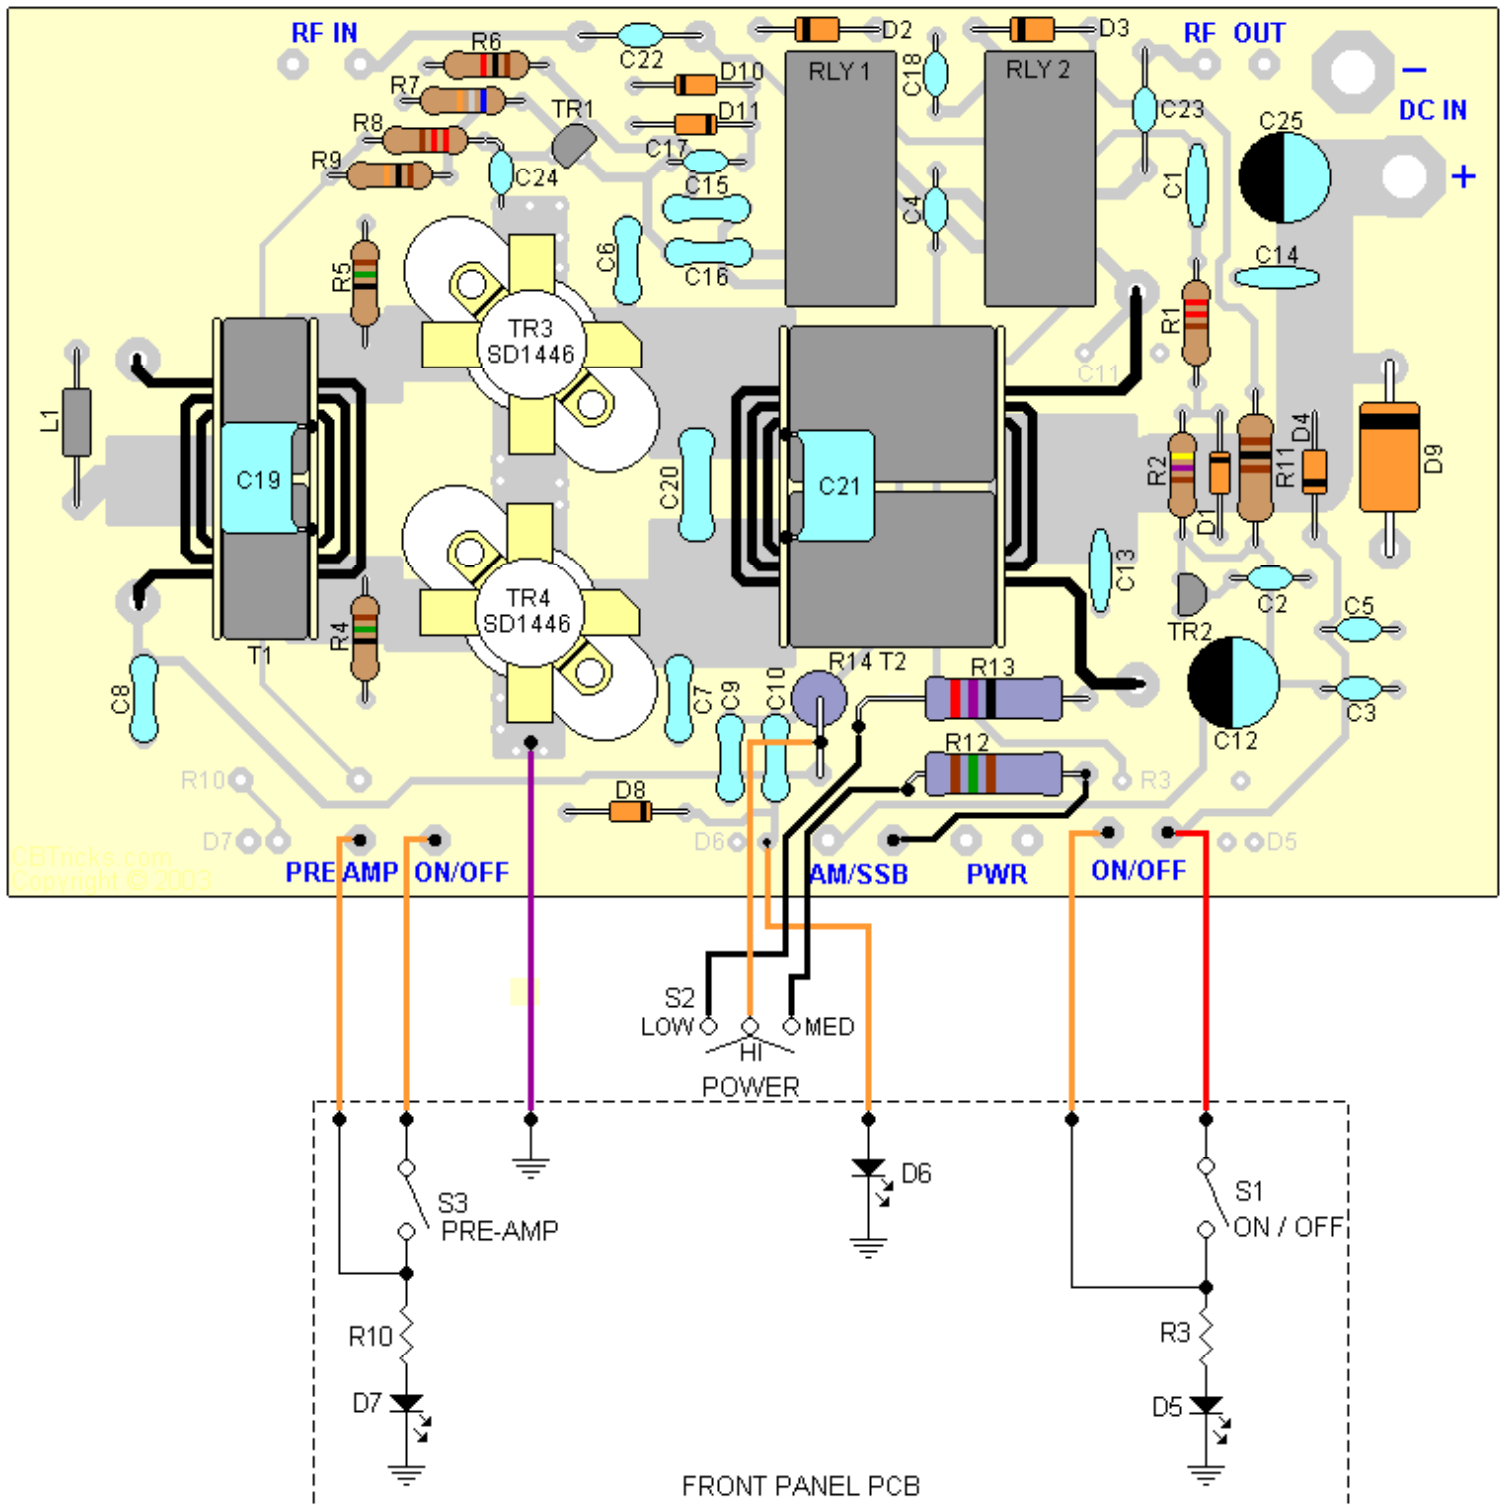 RF IN
R6
C22
D2
D3
RF OUT
D10
RLY 1
C18
RLY 2
R7
TR1
D11
C23
DC IN
−
+
C25
R8
C17
R9
C24
C15
C4
C1
C6
C16
C14
R5
TR3
SD1446
R1
C11
L1
C19
C20
C21
R2
D1
R11
D4
D9
C13
TR4
SD1446
R4
C2
TR2
C5
T1
R14
T2
R13
C8
C7
C9
C10
C3
C12
R12
R10
R3
D8
D7
D6
D5
CBTricks.com
Copyright © 2003
PRE AMP
ON/OFF
AM/SSB
PWR
ON/OFF
S2
LOW
MED
HI
POWER
D6
S3
PRE-AMP
S1
ON / OFF
R10
R3
D7
D5
FRONT PANEL PCB